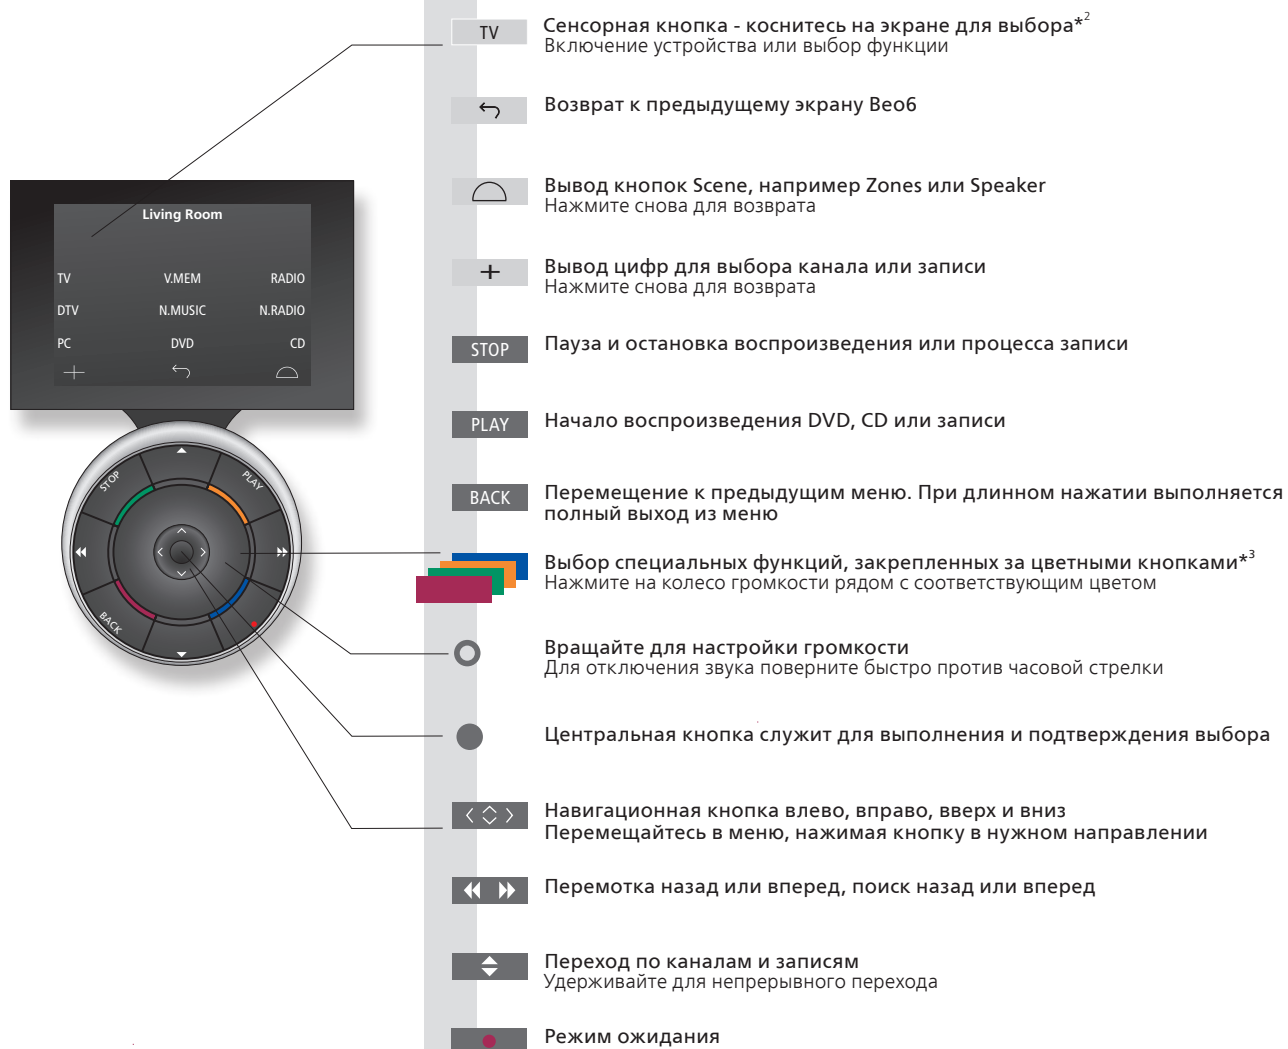 TV
Сенсорная кнопка - коснитесь на экране для выбора*2
Включение устройства или выбор функции
Возврат к предыдущему экрану Beo6
Вывод кнопок Scene, например Zones или Speaker
Нажмите снова для возврата
Living Room
TV V.MEM RADIO
DTV N.MUSIC N.RADIO
PC DVD CD
Вывод цифр для выбора канала или записи
Нажмите снова для возврата
STOP
Пауза и остановка воспроизведения или процесса записи
PLAY
Начало воспроизведения DVD, CD или записи
STOP
PLAY
BACK
BACK
Перемещение к предыдущим меню. При длинном нажатии выполняется
полный выход из меню
Выбор специальных функций, закрепленных за цветными кнопками*3
Нажмите на колесо громкости рядом с соответствующим цветом
Вращайте для настройки громкости
Для отключения звука поверните быстро против часовой стрелки
Центральная кнопка служит для выполнения и подтверждения выбора
Навигационная кнопка влево, вправо, вверх и вниз
Перемещайтесь в меню, нажимая кнопку в нужном направлении
Перемотка назад или вперед, поиск назад или вперед
Переход по каналам и записям
Удерживайте для непрерывного перехода
Режим ожидания